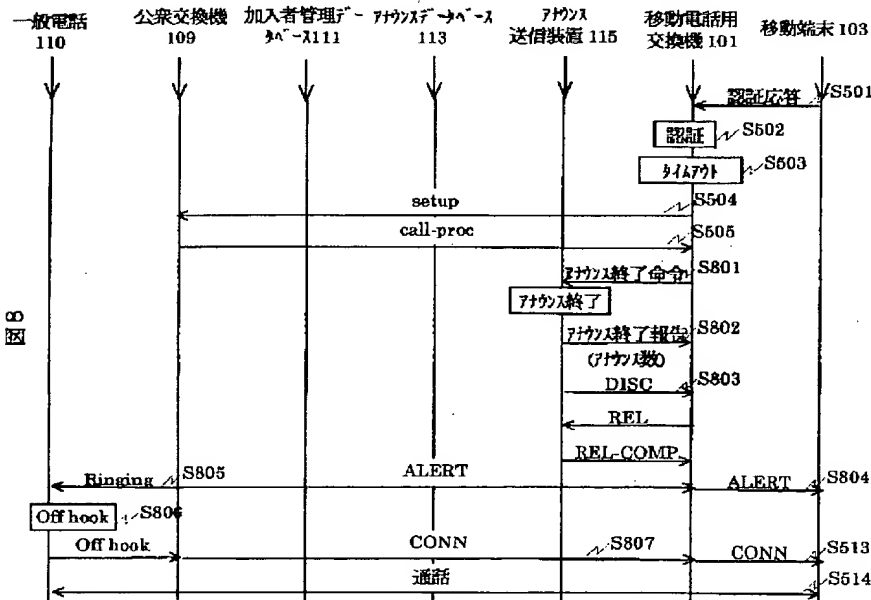 一般電話
110
公衆交換機
109
加入者管理デー
タベース111
アナウンスデータベース
113
アナウンス
送信装置 115
移動電話用
交換機 101
移動端末 103
認証応答
S501
認証
S502
タイムアウト
S503
setup
S504
call-proc
S505
アナウンス終了命令
S801
アナウンス終了
アナウンス終了報告
S802
(アナウンス数)
DISC
S803
REL
REL-COMP
Ringing
S805
ALERT
ALERT
S804
Off hook
S806
Off hook
CONN
S807
CONN
S513
通話
S514
図8